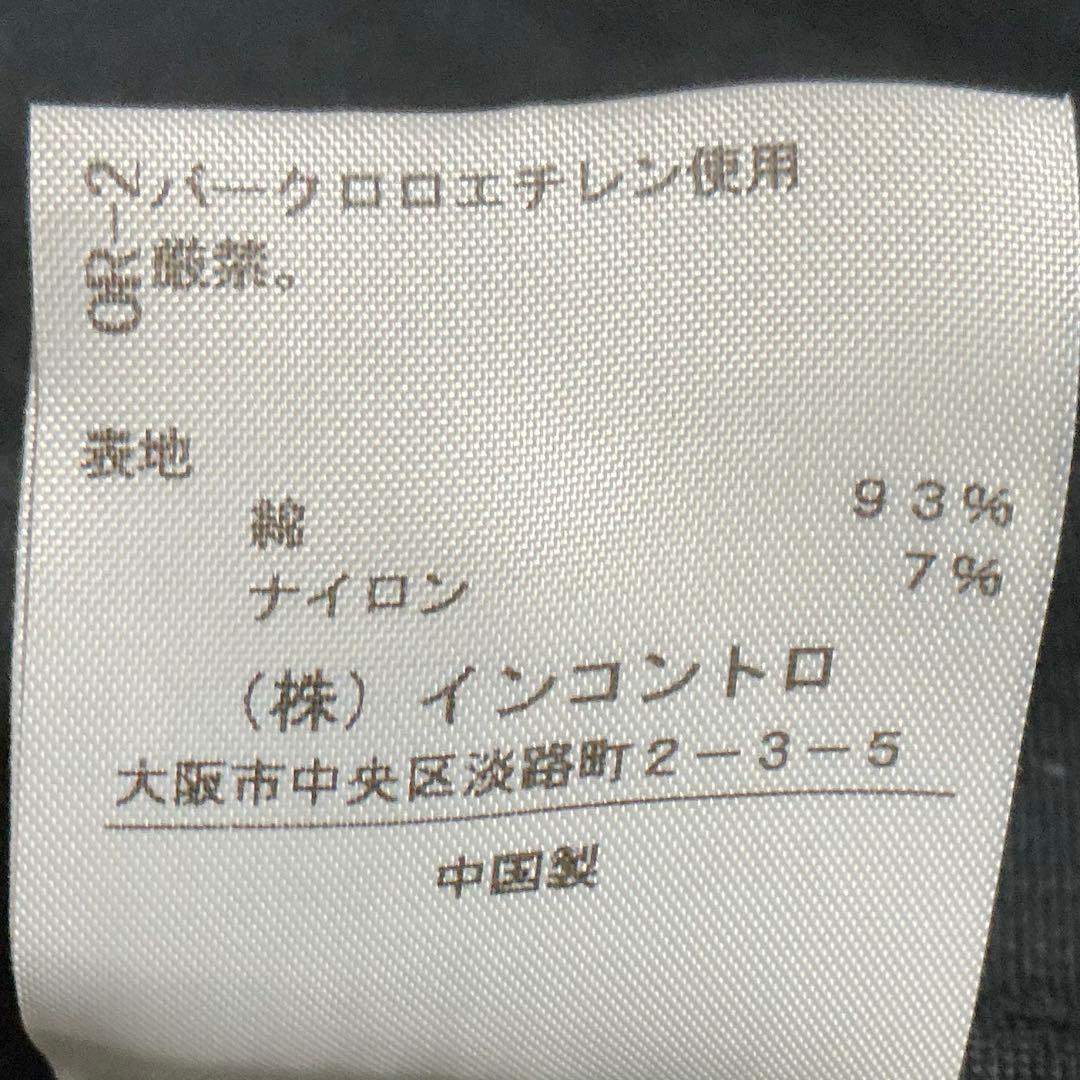 OR-2
パークロロエチレン使用
厳禁。
表地
綿 93%
ナイロン 7%
(株) インコントロ
大阪市中央区淡路町2-3-5
中国製